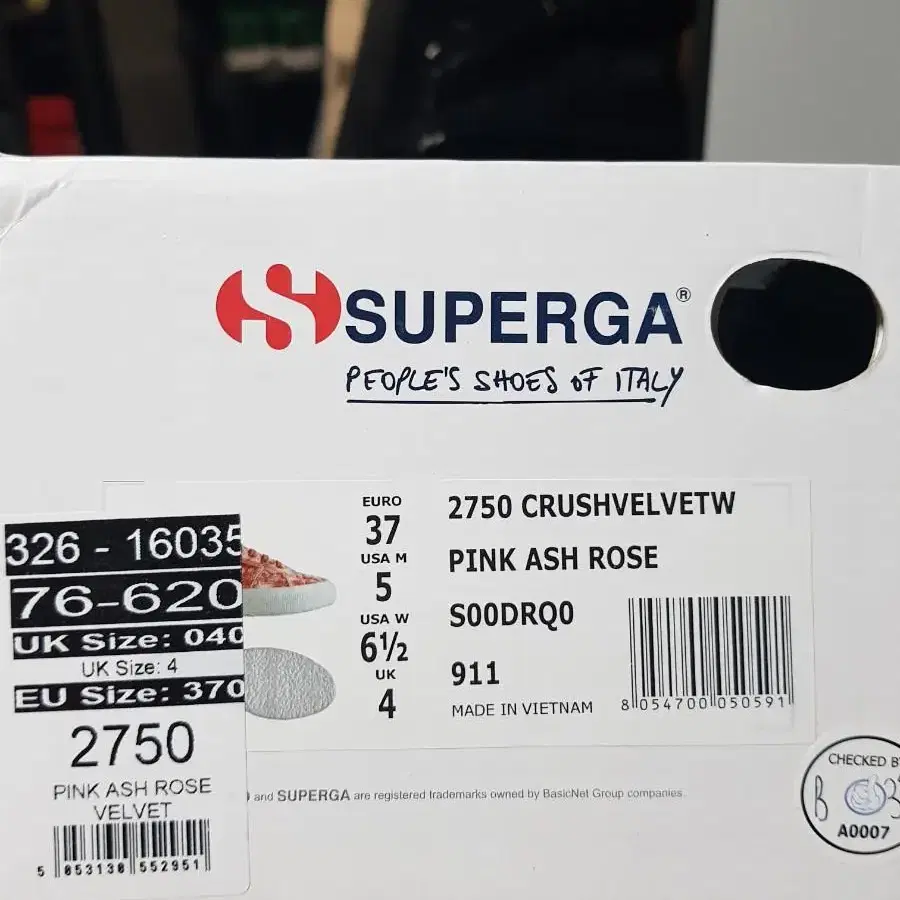 SUPERGA®
PEOPLE'S SHOES OF ITALY
EURO
37
USA M
5
USA W
6½
UK
4
2750 CRUSHVELVETW
PINK ASH ROSE
S00DRQ0
911
MADE IN VIETNAM
8 054700 050591
326 - 16035
76-620
UK Size: 040
UK Size: 4
EU Size: 370
2750
PINK ASH ROSE
VELVET
5 053138 552951
and SUPERGA are registered trademarks owned by BasicNet Group companies.
CHECKED BY
B
A0007